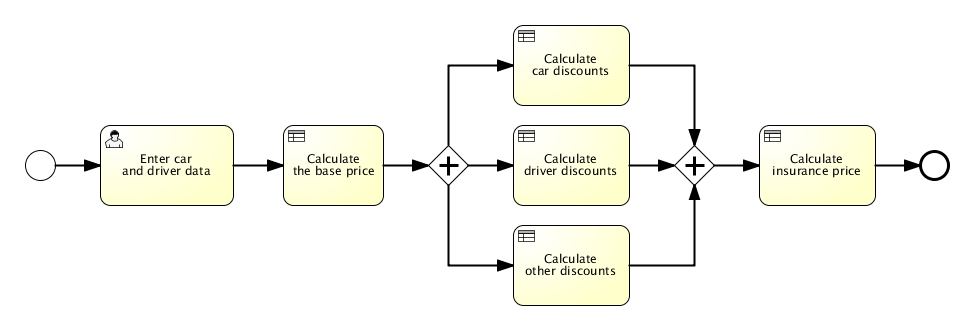 Enter car
and driver data
Calculate
the base price
Calculate
car discounts
Calculate
driver discounts
Calculate
other discounts
Calculate
insurance price